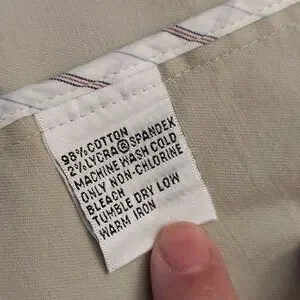 98%COTTON
2%LYCRA®SPANDEX
MACHINE WASH COLD
ONLY NON-CHLORINE
BLEACH
TUMBLE DRY LOW
WARM IRON